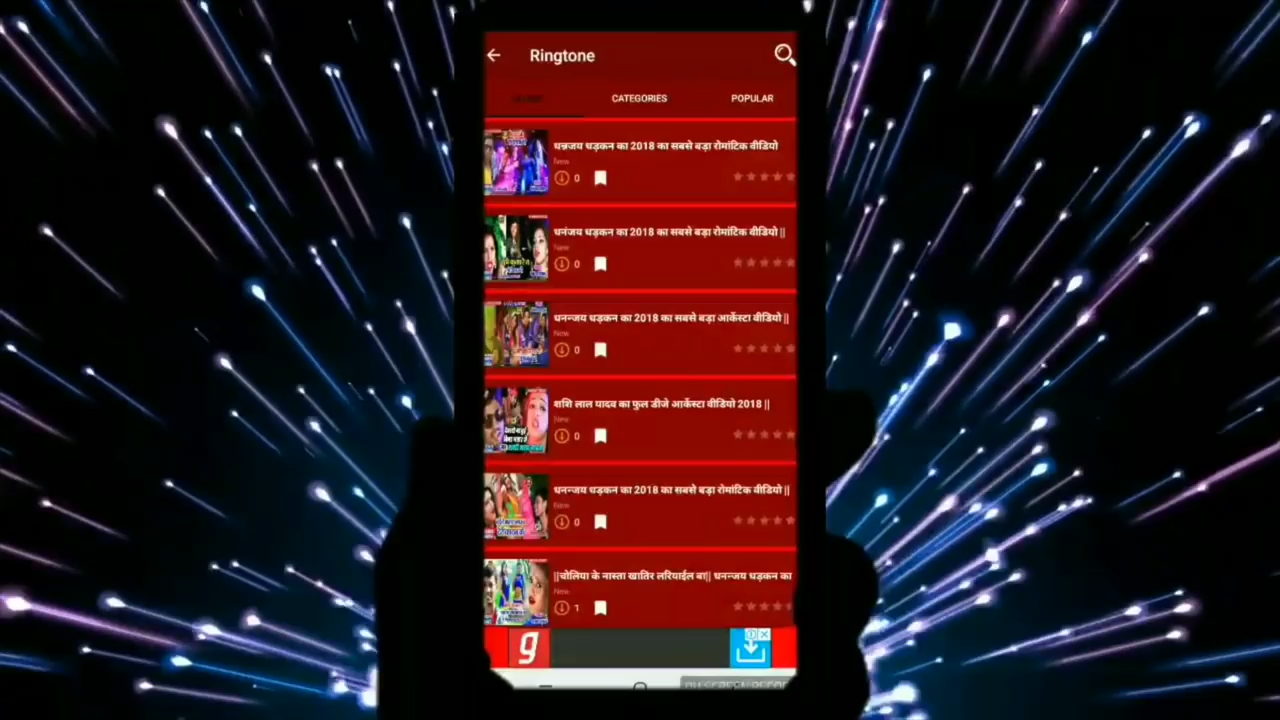 Ringtone
CATEGORIES
POPULAR
धन्नजय धड़कन का 2018 का सबसे बड़ा रोमांटिक वीडियो
New
0
धनंजय धड़कन का 2018 का सबसे बड़ा रोमांटिक वीडियो ||
New
0
धनन्जय धड़कन का 2018 का सबसे बड़ा आर्केस्टा वीडियो ||
New
0
शशि लाल यादव का फुल डीजे आर्केस्टा वीडियो 2018 ||
New
0
धनन्जय धड़कन का 2018 का सबसे बड़ा रोमांटिक वीडियो ||
New
0
||चोलिया के नास्ता खातिर लरियाईल बा|| धनन्जय धड़कन का
New
1
g